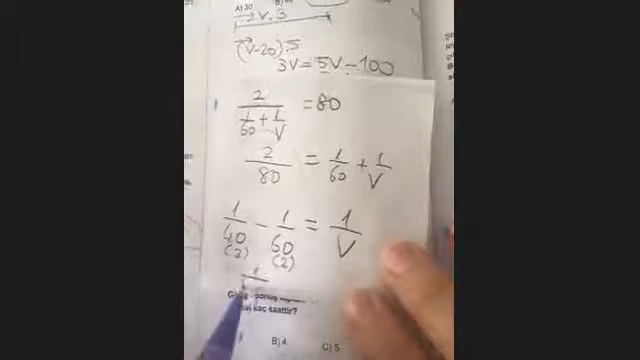 A) 30
V.3
(V-20).5
3V = 5V - 100
2 / (1/60 + 1/V) = 80
2/80 = 1/60 + 1/V
1/40 - 1/60 = 1/V
(3) (2)
1
kaç saattir?
B) 4 C) 5